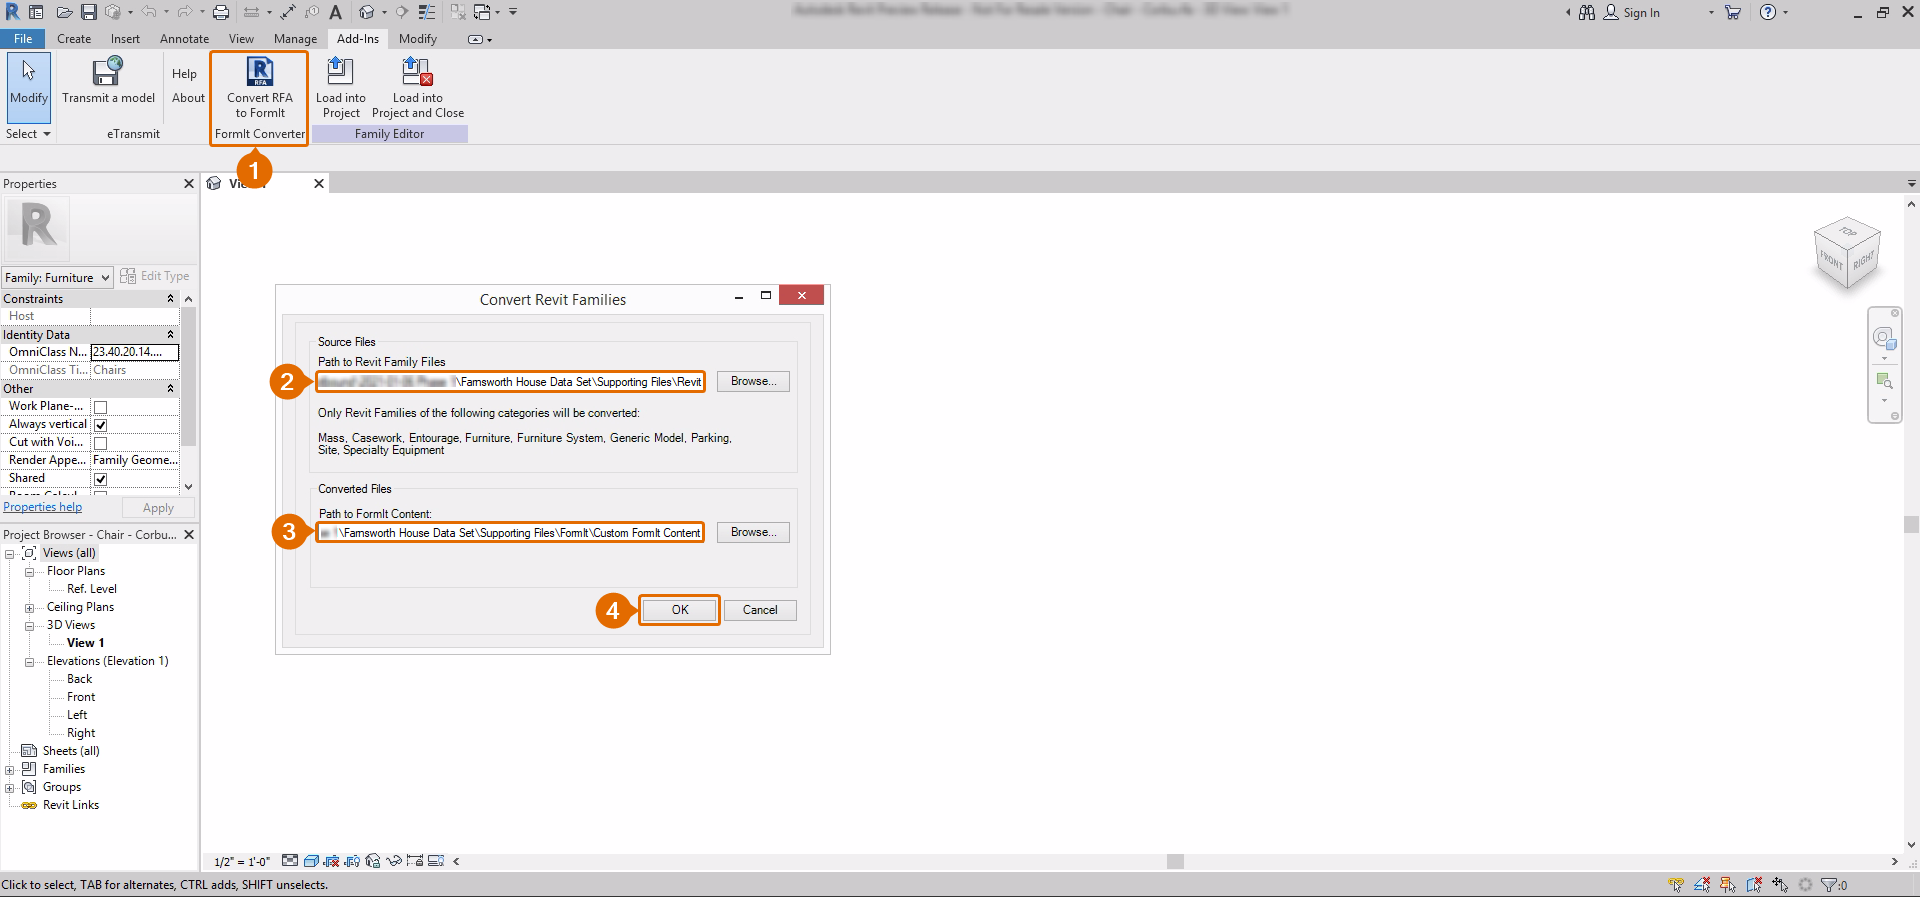 Sign In
File Create Insert Annotate View Manage Add-Ins Modify
Modify
Select
Transmit a model
eTransmit
Help
About
RFA
Convert RFA
to FormIt
FormIt Converter
Load into
Project
Load into
Project and Close
Family Editor
1
Properties
Family: Furniture
Edit Type
Constraints
Host
Identity Data
OmniClass N... 23.40.20.14....
OmniClass Ti... Chairs
Other
Work Plane-...
Always vertical
Cut with Voi...
Render Appe... Family Geome...
Shared
Properties help
Apply
Project Browser - Chair - Corbu...
Views (all)
Floor Plans
Ref. Level
Ceiling Plans
3D Views
View 1
Elevations (Elevation 1)
Back
Front
Left
Right
Sheets (all)
Families
Groups
Revit Links
TOP
FRONT
RIGHT
Convert Revit Families
Source Files
Path to Revit Family Files
2
\Farnsworth House Data Set\Supporting Files\Revit
Browse...
Only Revit Families of the following categories will be converted:
Mass, Casework, Entourage, Furniture, Furniture System, Generic Model, Parking,
Site, Specialty Equipment
Converted Files
Path to FormIt Content:
3
\Farnsworth House Data Set\Supporting Files\FormIt\Custom FormIt Content
Browse...
4
OK
Cancel
1/2" = 1'-0"
Click to select, TAB for alternates, CTRL adds, SHIFT unselects.
:0